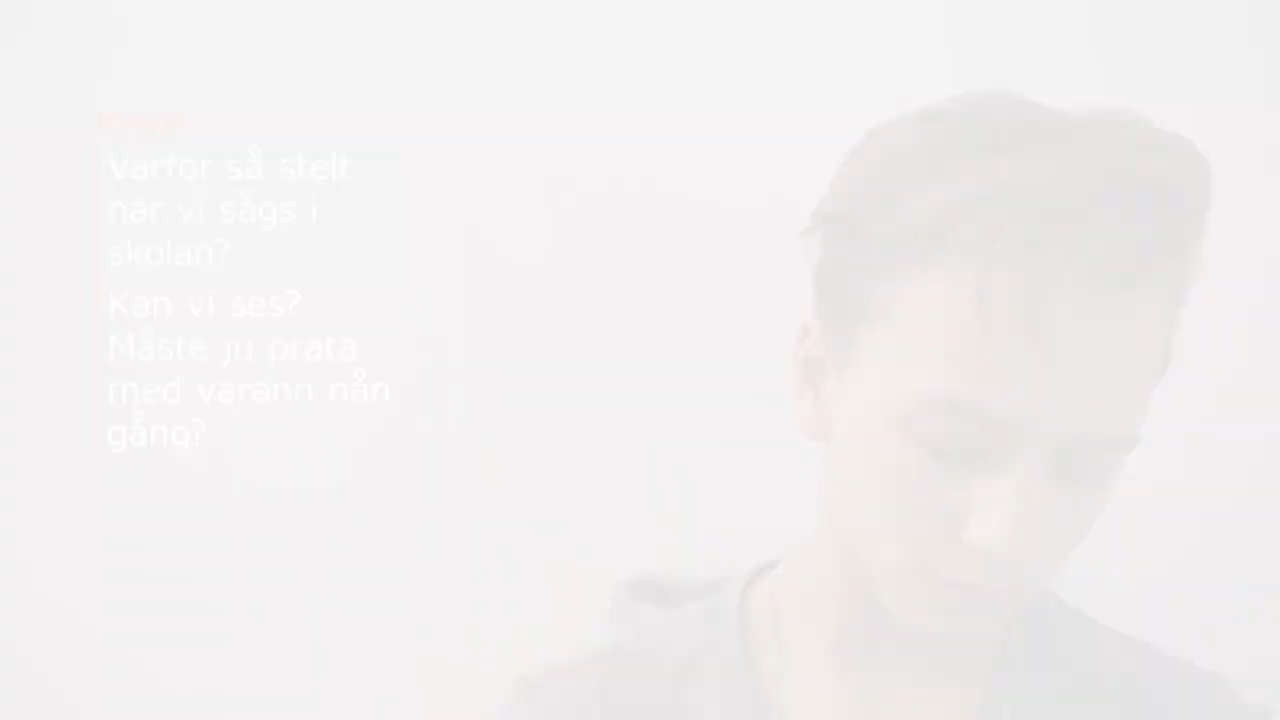 Varför så stelt
när vi sågs i
skolan?
Kan vi ses?
Måste ju prata
med varann nån
gång?